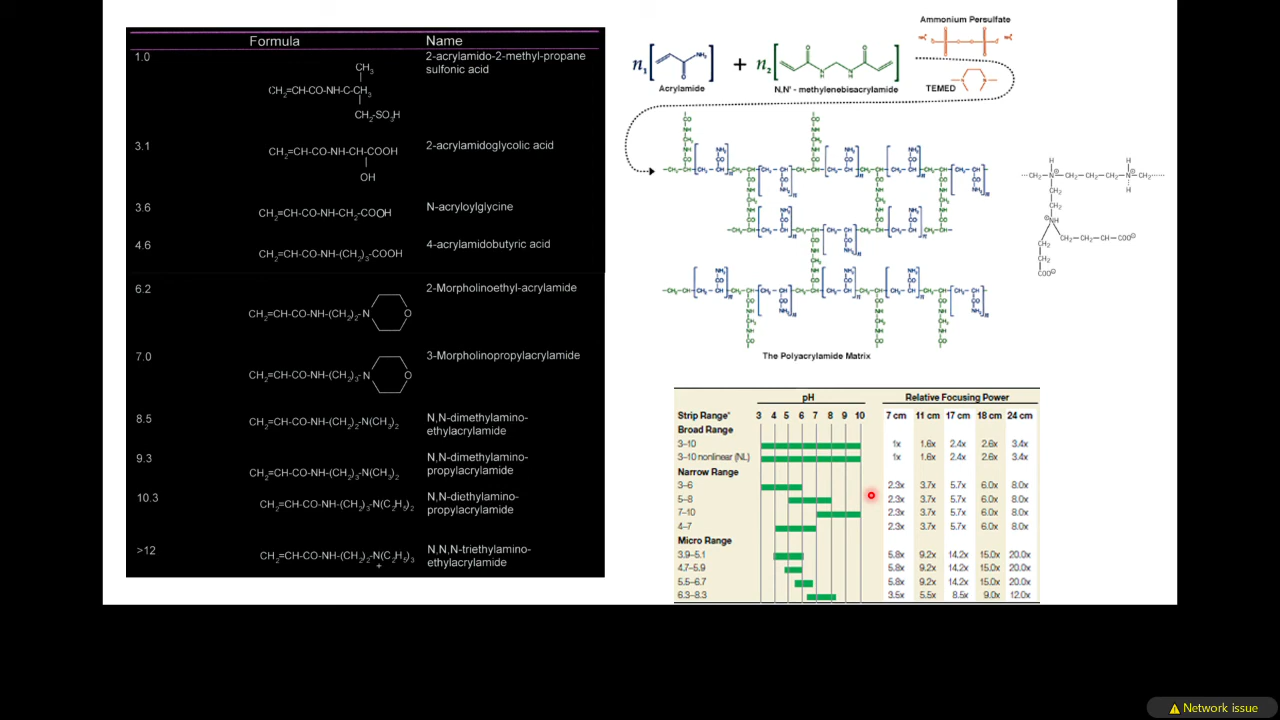 Formula Name
1.0 2-acrylamido-2-methyl-propane
sulfonic acid
CH3
CH2=CH-CO-NH-C-CH3
CH2-SO3H
3.1 CH2=CH-CO-NH-CH-COOH 2-acrylamidoglycolic acid
OH
3.6 CH2=CH-CO-NH-CH2-COOH N-acryloylglycine
4.6 CH2=CH-CO-NH-(CH2)3-COOH 4-acrylamidobutyric acid
6.2 2-Morpholinoethyl-acrylamide
CH2=CH-CO-NH-(CH2)2-N O
7.0 3-Morpholinopropylacrylamide
CH2=CH-CO-NH-(CH2)3-N O
8.5 CH2=CH-CO-NH-(CH2)2-N(CH3)2 N,N-dimethylamino-
ethylacrylamide
9.3 CH2=CH-CO-NH-(CH2)3-N(CH3)2 N,N-dimethylamino-
propylacrylamide
10.3 CH2=CH-CO-NH-(CH2)3-N(C2H5)2 N,N-diethylamino-
propylacrylamide
>12 CH2=CH-CO-NH-(CH2)2-N(C2H5)3 N,N,N-triethylamino-
+ ethylacrylamide
Ammonium Persulfate
n1 NH2 O + n2 O O N H N H
Acrylamide N,N' - methylenebisacrylamide TEMED
The Polyacrylamide Matrix
pH Relative Focusing Power
Strip Range* 3 4 5 6 7 8 9 10 7 cm 11 cm 17 cm 18 cm 24 cm
Broad Range
3–10 1x 1.6x 2.4x 2.6x 3.4x
3–10 nonlinear (NL) 1x 1.6x 2.4x 2.6x 3.4x
Narrow Range
3–6 2.3x 3.7x 5.7x 6.0x 8.0x
5–8 2.3x 3.7x 5.7x 6.0x 8.0x
7–10 2.3x 3.7x 5.7x 6.0x 8.0x
4–7 2.3x 3.7x 5.7x 6.0x 8.0x
Micro Range
3.9–5.1 5.8x 9.2x 14.2x 15.0x 20.0x
4.7–5.9 5.8x 9.2x 14.2x 15.0x 20.0x
5.5–6.7 5.8x 9.2x 14.2x 15.0x 20.0x
6.3–8.3 3.5x 5.5x 8.5x 9.0x 12.0x
Network issue